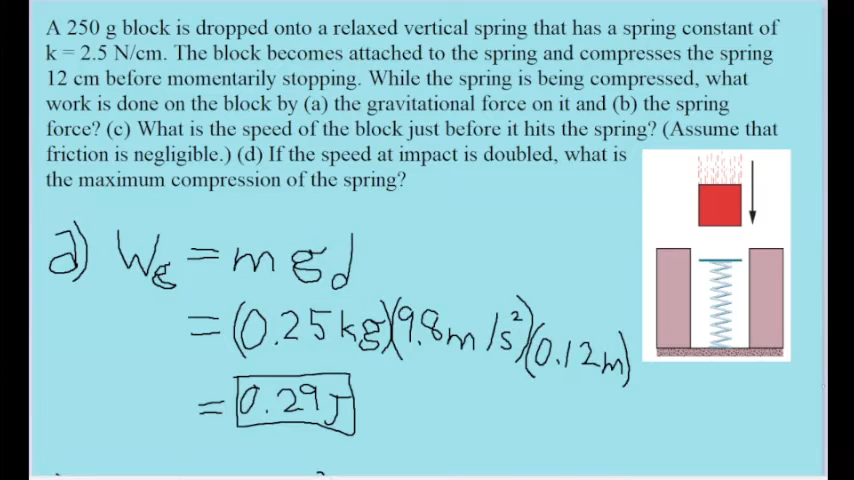 A 250 g block is dropped onto a relaxed vertical spring that has a spring constant of
k = 2.5 N/cm. The block becomes attached to the spring and compresses the spring
12 cm before momentarily stopping. While the spring is being compressed, what
work is done on the block by (a) the gravitational force on it and (b) the spring
force? (c) What is the speed of the block just before it hits the spring? (Assume that
friction is negligible.) (d) If the speed at impact is doubled, what is
the maximum compression of the spring?
a) Wg = mgd
= (0.25kg)(9.8m/s²)(0.12m)
= 0.29J